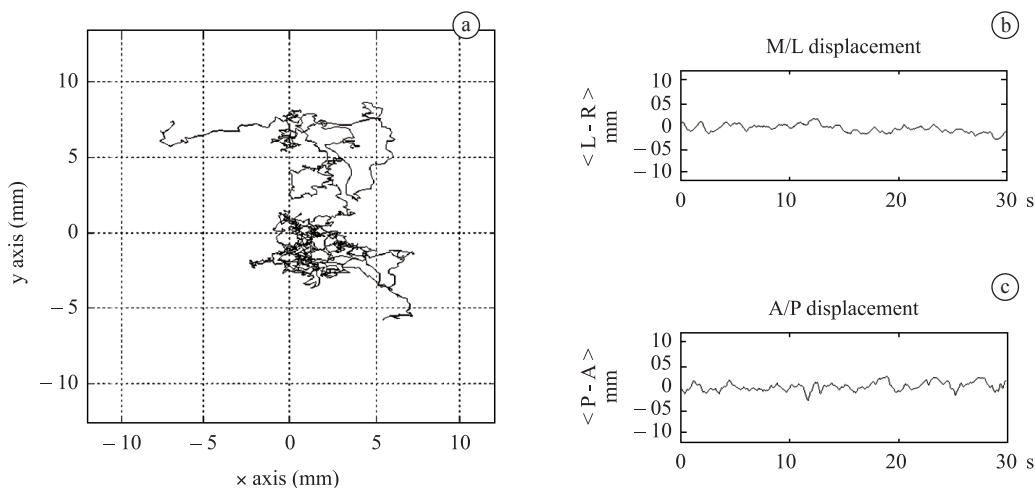 a
10
5
0
– 5
– 10
y axis (mm)
– 10
– 5
0
5
10
× axis (mm)
b
M/L displacement
< L - R >
mm
10
05
0
– 05
– 10
0
10
20
30 s
c
A/P displacement
< P - A >
mm
10
05
0
– 05
– 10
0
10
20
30 s